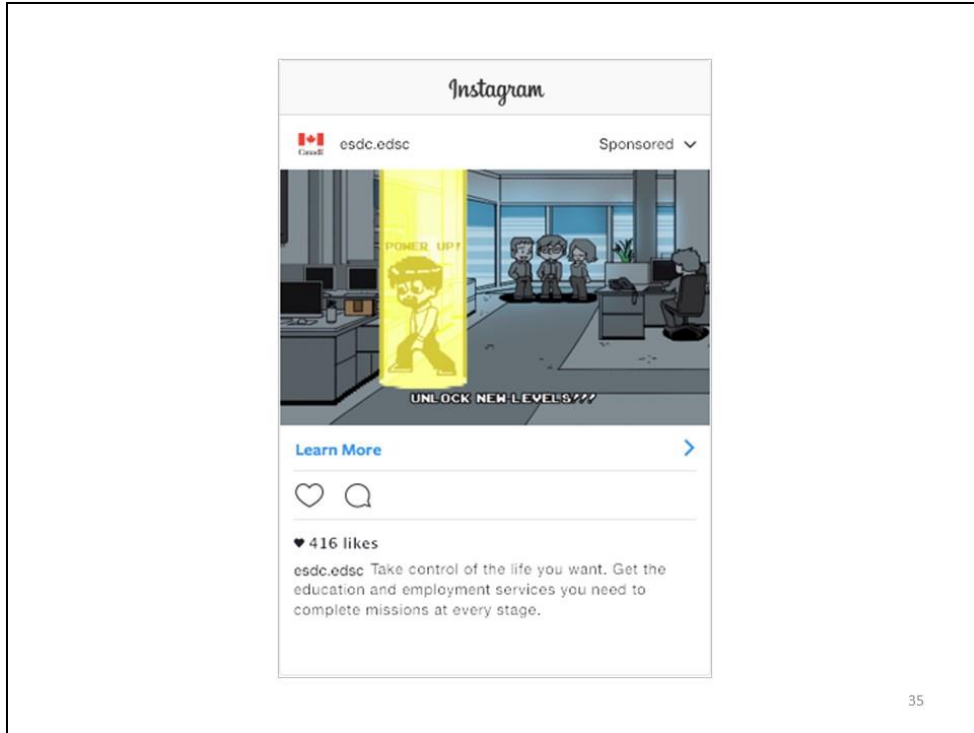 Instagram
Canada
esdc.edsc
Sponsored
POWER UP!
UNLOCK NEW LEVELS!!!
Learn More
416 likes
esdc.edsc Take control of the life you want. Get the
education and employment services you need to
complete missions at every stage.
35